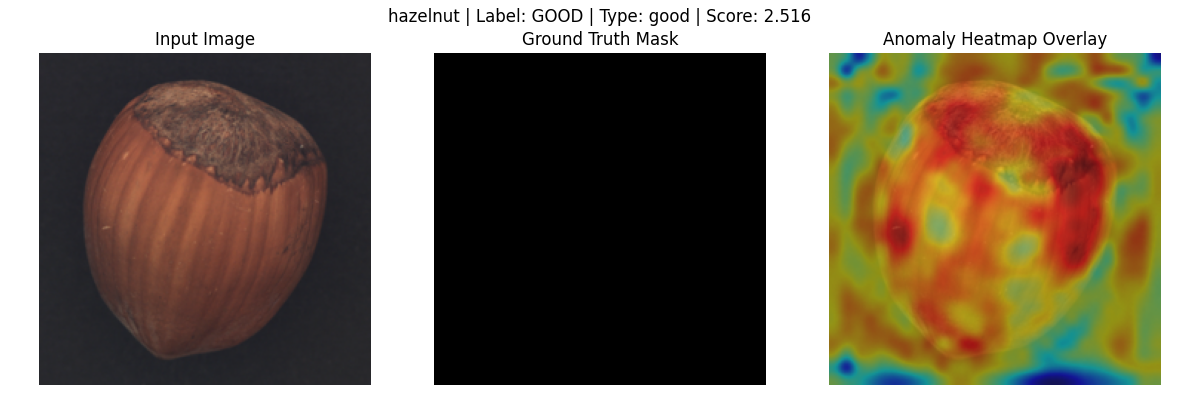 hazelnut | Label: GOOD | Type: good | Score: 2.516
Input Image
Ground Truth Mask
Anomaly Heatmap Overlay